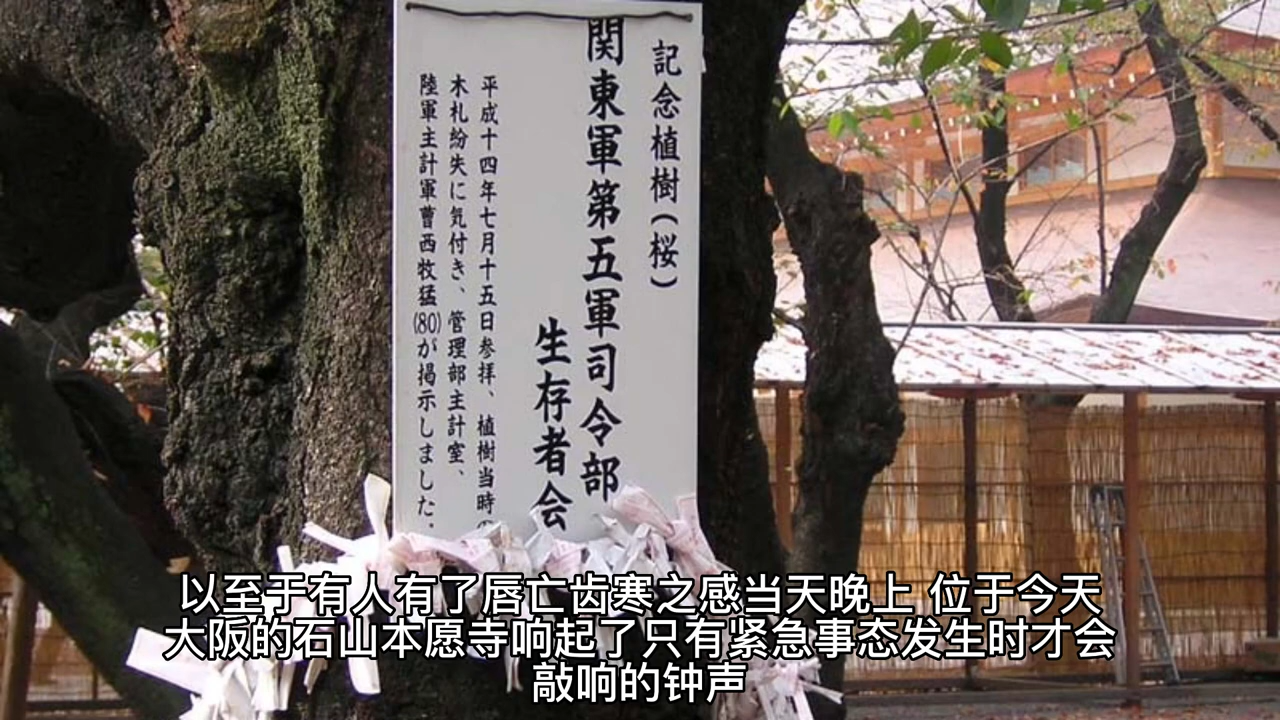 記念植樹(桜)
関東軍第五軍司令部
生存者会
平成十四年七月十五日参拝、植樹当時の
木札紛失に気付き、管理部主計室、
陸軍主計軍曹西牧猛(80)が掲示しました。
以至于有人有了唇亡齿寒之感当天晚上 位于今天
大阪的石山本愿寺响起了只有紧急事态发生时才会
敲响的钟声